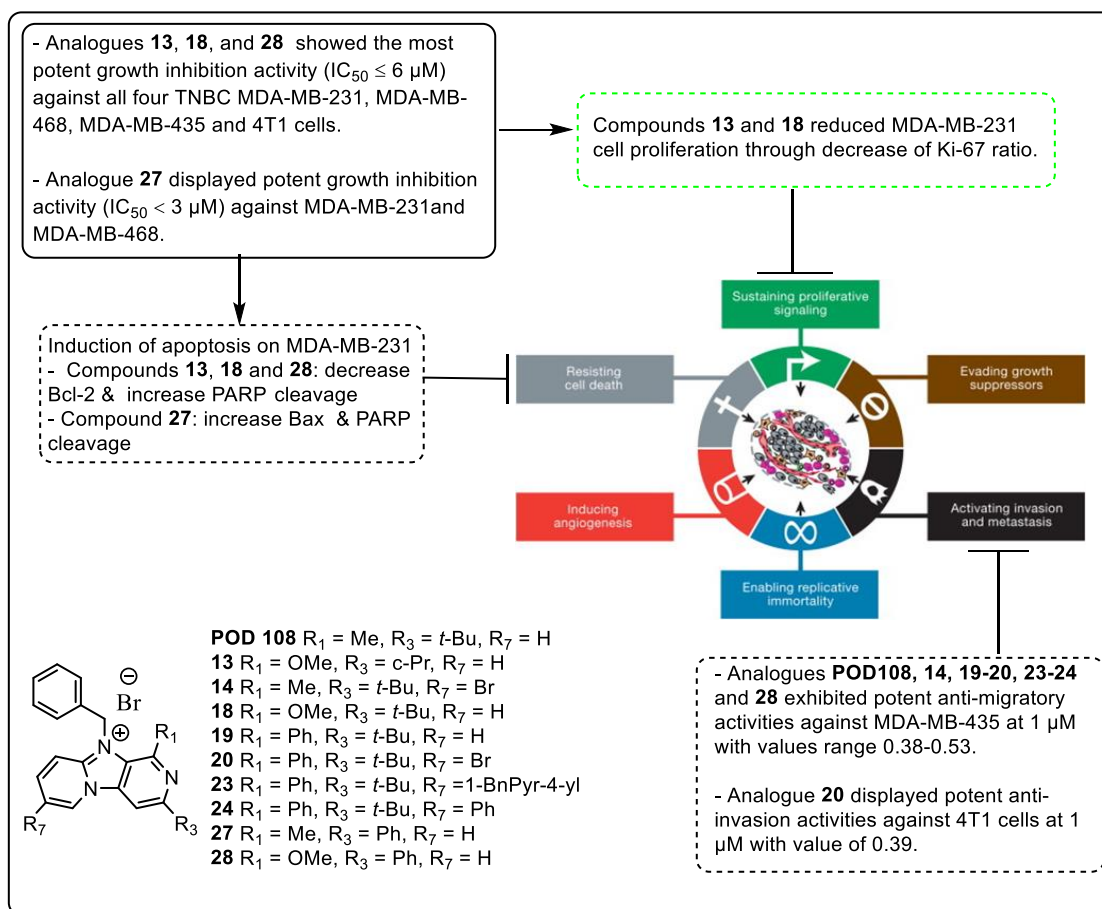 - Analogues 13, 18, and 28 showed the most
potent growth inhibition activity (IC50 ≤ 6 µM)
against all four TNBC MDA-MB-231, MDA-MB-
468, MDA-MB-435 and 4T1 cells.
- Analogue 27 displayed potent growth inhibition
activity (IC50 < 3 µM) against MDA-MB-231and
MDA-MB-468.
Compounds 13 and 18 reduced MDA-MB-231
cell proliferation through decrease of Ki-67 ratio.
Induction of apoptosis on MDA-MB-231
- Compounds 13, 18 and 28: decrease
Bcl-2 & increase PARP cleavage
- Compound 27: increase Bax & PARP
cleavage
Sustaining proliferative
signaling
Resisting
cell death
Evading growth
suppressors
Inducing
angiogenesis
Activating invasion
and metastasis
Enabling replicative
immortality
POD 108 R1 = Me, R3 = t-Bu, R7 = H
13 R1 = OMe, R3 = c-Pr, R7 = H
14 R1 = Me, R3 = t-Bu, R7 = Br
18 R1 = OMe, R3 = t-Bu, R7 = H
19 R1 = Ph, R3 = t-Bu, R7 = H
20 R1 = Ph, R3 = t-Bu, R7 = Br
23 R1 = Ph, R3 = t-Bu, R7 =1-BnPyr-4-yl
24 R1 = Ph, R3 = t-Bu, R7 = Ph
27 R1 = Me, R3 = Ph, R7 = H
28 R1 = OMe, R3 = Ph, R7 = H
⊖
Br
N
+
R1
N
N
R7
R3
- Analogues POD108, 14, 19-20, 23-24
and 28 exhibited potent anti-migratory
activities against MDA-MB-435 at 1 µM
with values range 0.38-0.53.
- Analogue 20 displayed potent anti-
invasion activities against 4T1 cells at 1
µM with value of 0.39.